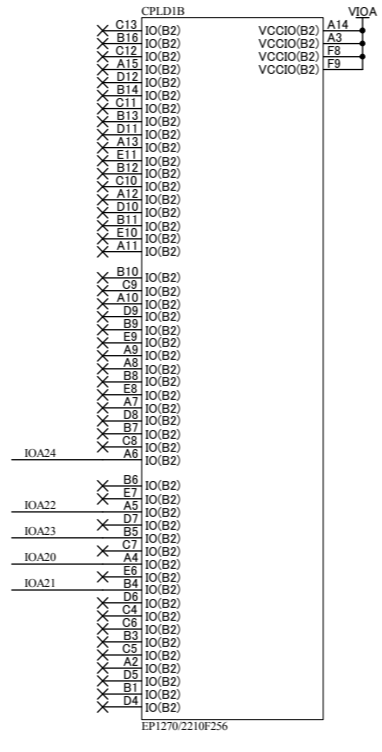 CPLD1B VIOA
C13 IO(B2) VCCIO(B2) A14
B16 IO(B2) VCCIO(B2) A3
C12 IO(B2) VCCIO(B2) F8
A15 IO(B2) VCCIO(B2) F9
D12 IO(B2)
B14 IO(B2)
C11 IO(B2)
B13 IO(B2)
D11 IO(B2)
A13 IO(B2)
E11 IO(B2)
B12 IO(B2)
C10 IO(B2)
A12 IO(B2)
D10 IO(B2)
B11 IO(B2)
E10 IO(B2)
A11 IO(B2)
B10 IO(B2)
C9 IO(B2)
A10 IO(B2)
D9 IO(B2)
B9 IO(B2)
E9 IO(B2)
A9 IO(B2)
A8 IO(B2)
B8 IO(B2)
E8 IO(B2)
A7 IO(B2)
D8 IO(B2)
B7 IO(B2)
C8 IO(B2)
IOA24 A6 IO(B2)
B6 IO(B2)
E7 IO(B2)
IOA22 A5 IO(B2)
D7 IO(B2)
IOA23 B5 IO(B2)
C7 IO(B2)
IOA20 A4 IO(B2)
E6 IO(B2)
IOA21 B4 IO(B2)
D6 IO(B2)
C4 IO(B2)
C6 IO(B2)
B3 IO(B2)
C5 IO(B2)
A2 IO(B2)
D5 IO(B2)
B1 IO(B2)
D4 IO(B2)
EP1270/2210F256